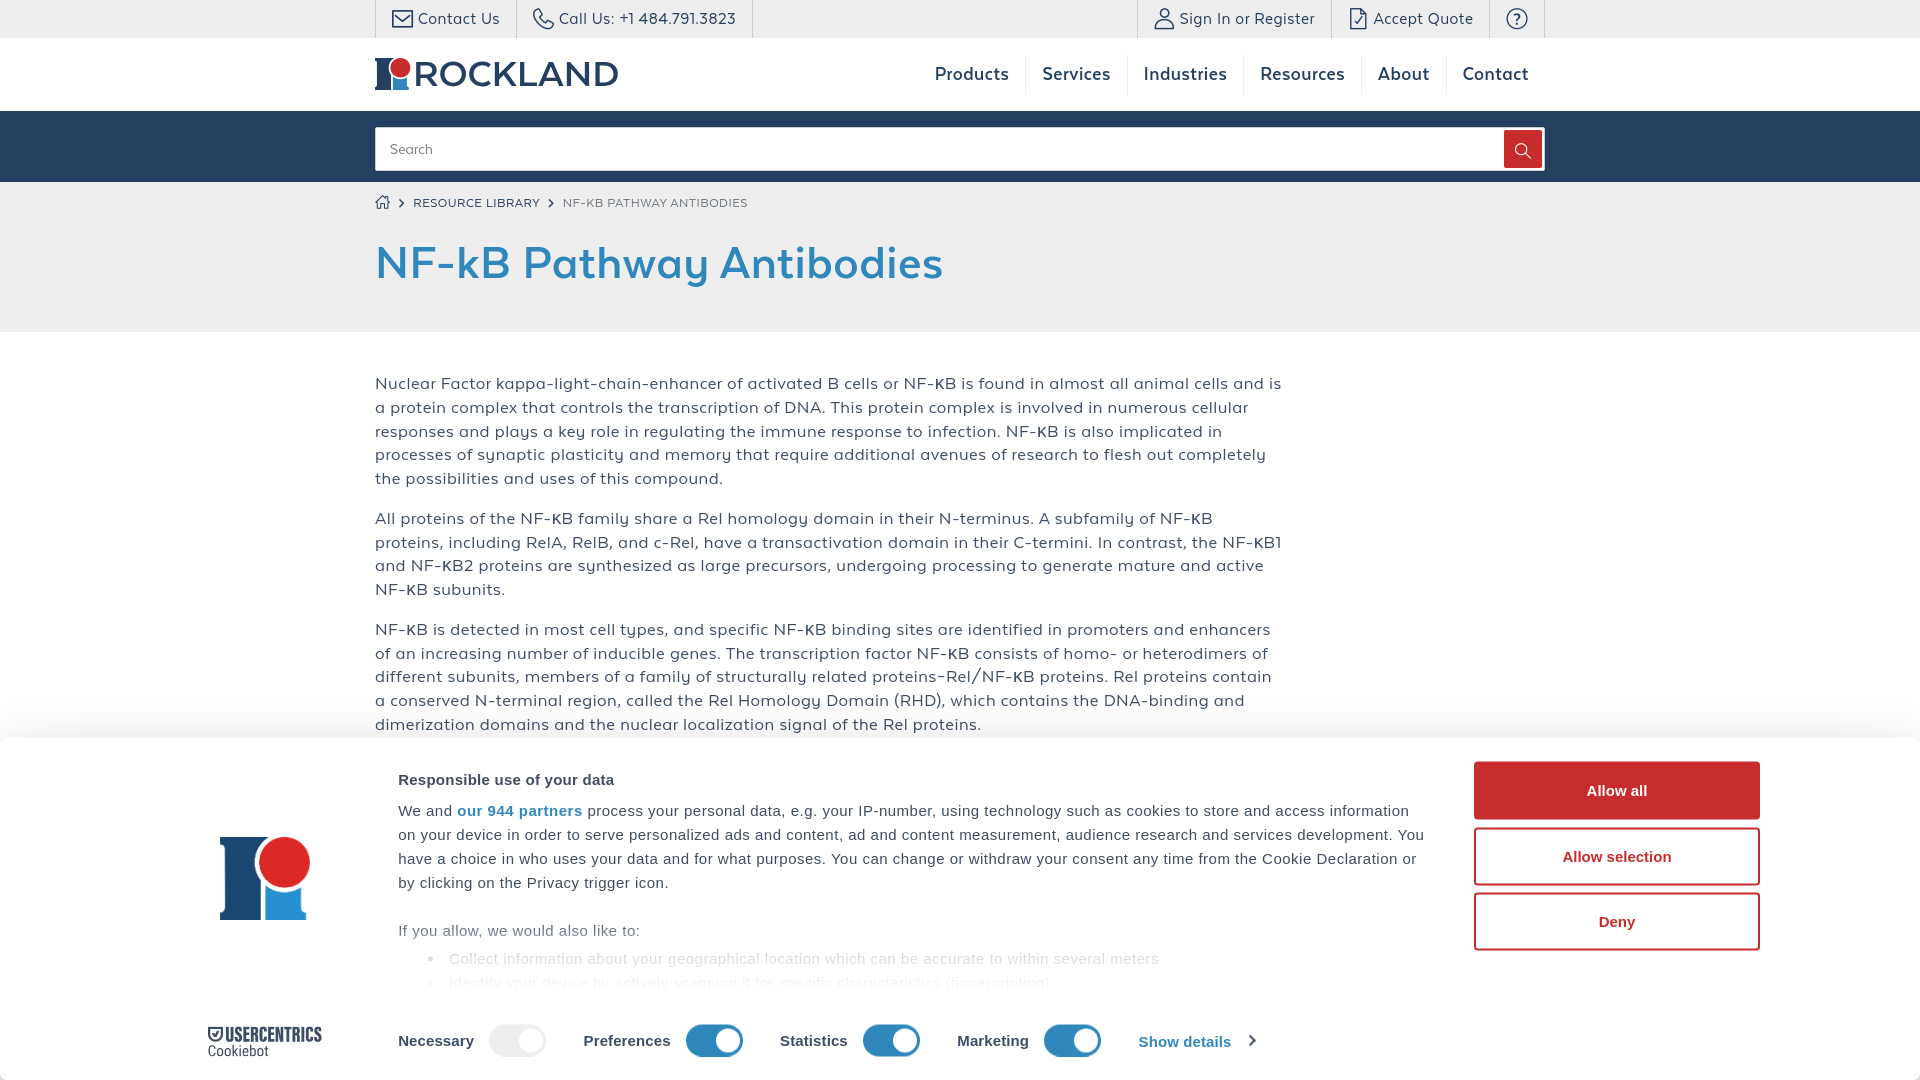 Contact Us
Call Us: +1 484.791.3823
Sign In or Register
Accept Quote
?
ROCKLAND
Products
Services
Industries
Resources
About
Contact
Search
RESOURCE LIBRARY
NF-KB PATHWAY ANTIBODIES
NF-kB Pathway Antibodies
Nuclear Factor kappa-light-chain-enhancer of activated B cells or NF-κB is found in almost all animal cells and is
a protein complex that controls the transcription of DNA. This protein complex is involved in numerous cellular
responses and plays a key role in regulating the immune response to infection. NF-κB is also implicated in
processes of synaptic plasticity and memory that require additional avenues of research to flesh out completely
the possibilities and uses of this compound.
All proteins of the NF-κB family share a Rel homology domain in their N-terminus. A subfamily of NF-κB
proteins, including RelA, RelB, and c-Rel, have a transactivation domain in their C-termini. In contrast, the NF-κB1
and NF-κB2 proteins are synthesized as large precursors, undergoing processing to generate mature and active
NF-κB subunits.
NF-κB is detected in most cell types, and specific NF-κB binding sites are identified in promoters and enhancers
of an increasing number of inducible genes. The transcription factor NF-κB consists of homo- or heterodimers of
different subunits, members of a family of structurally related proteins–Rel/NF-κB proteins. Rel proteins contain
a conserved N-terminal region, called the Rel Homology Domain (RHD), which contains the DNA-binding and
dimerization domains and the nuclear localization signal of the Rel proteins.
Responsible use of your data
We and our 944 partners process your personal data, e.g. your IP-number, using technology such as cookies to store and access information
on your device in order to serve personalized ads and content, ad and content measurement, audience research and services development. You
have a choice in who uses your data and for what purposes. You can change or withdraw your consent any time from the Cookie Declaration or
by clicking on the Privacy trigger icon.
If you allow, we would also like to:
Collect information about your geographical location which can be accurate to within several meters
Identify your device by actively scanning it for specific characteristics (fingerprinting)
Allow all
Allow selection
Deny
USERCENTRICS
Cookiebot
Necessary
Preferences
Statistics
Marketing
Show details